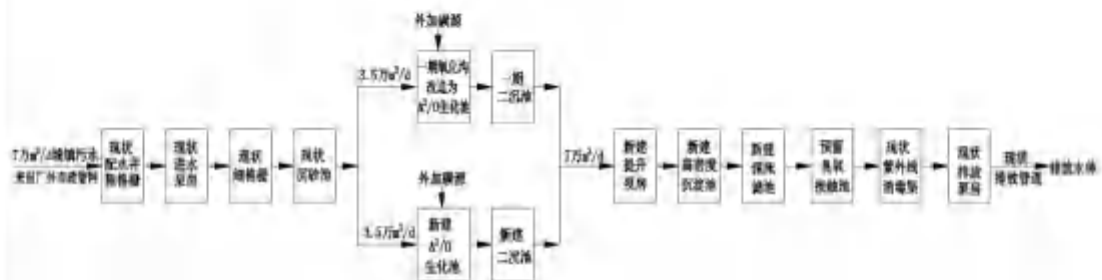 外加碳源
3.5万m³/d
一期氧化沟
改造为
A²/O生化池
一期
二沉池
7万m³/d城镇污水
来自厂外市政管网
现状
配水井
粗格栅
现状
进水
泵房
现状
细格栅
现状
沉砂池
7万m³/d
新建
提升
泵房
新建
高密度
沉淀池
新建
深床
滤池
预留
臭氧
接触池
现状
紫外线
消毒渠
现状
排放
泵房
现状
排放管道
外加碳源
3.5万m³/d
新建
A²/O
生化池
新建
二沉池